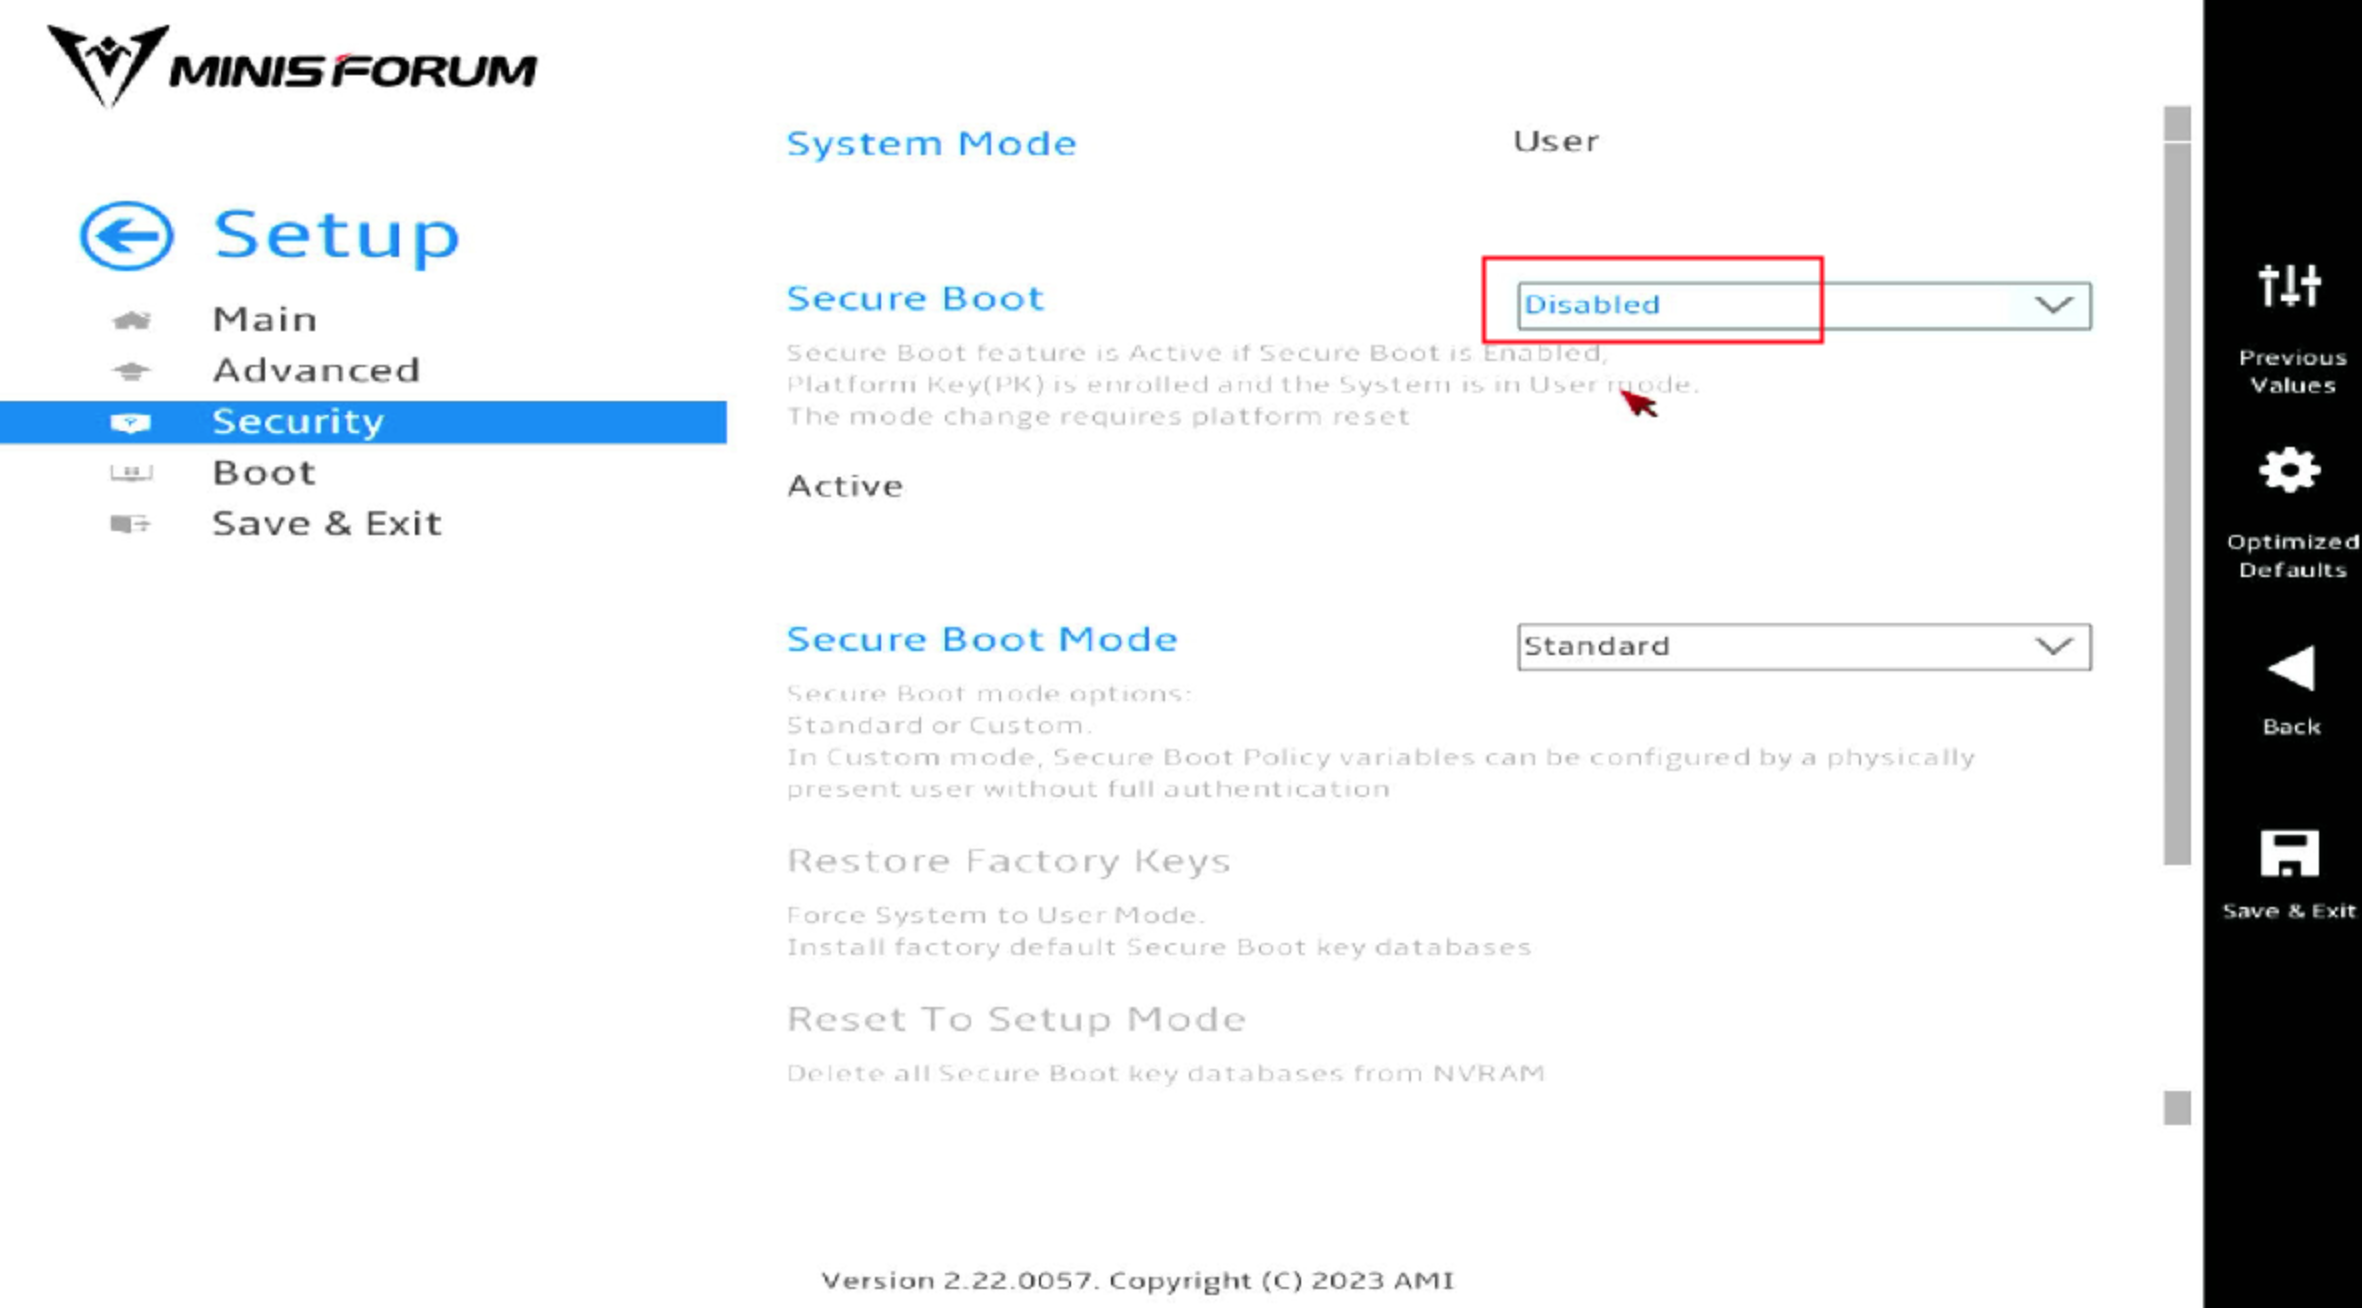 MINISFORUM
Setup
Main
Advanced
Security
Boot
Save & Exit
System Mode User
Secure Boot Disabled
Secure Boot feature is Active if Secure Boot is Enabled,
Platform Key(PK) is enrolled and the System is in User mode.
The mode change requires platform reset
Active
Secure Boot Mode Standard
Secure Boot mode options:
Standard or Custom.
In Custom mode, Secure Boot Policy variables can be configured by a physically
present user without full authentication
Restore Factory Keys
Force System to User Mode.
Install factory default Secure Boot key databases
Reset To Setup Mode
Delete all Secure Boot key databases from NVRAM
Version 2.22.0057. Copyright (C) 2023 AMI
Previous
Values
Optimized
Defaults
Back
Save & Exit